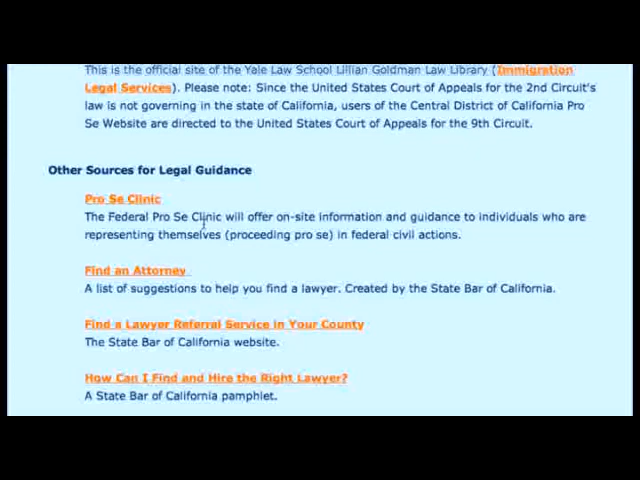 This is the official site of the Yale Law School Lillian Goldman Law Library (Immigration
Legal Services). Please note: Since the United States Court of Appeals for the 2nd Circuit's
law is not governing in the state of California, users of the Central District of California Pro
Se Website are directed to the United States Court of Appeals for the 9th Circuit.
Other Sources for Legal Guidance
Pro Se Clinic
The Federal Pro Se Clinic will offer on-site information and guidance to individuals who are
representing themselves (proceeding pro se) in federal civil actions.
Find an Attorney
A list of suggestions to help you find a lawyer. Created by the State Bar of California.
Find a Lawyer Referral Service in Your County
The State Bar of California website.
How Can I Find and Hire the Right Lawyer?
A State Bar of California pamphlet.